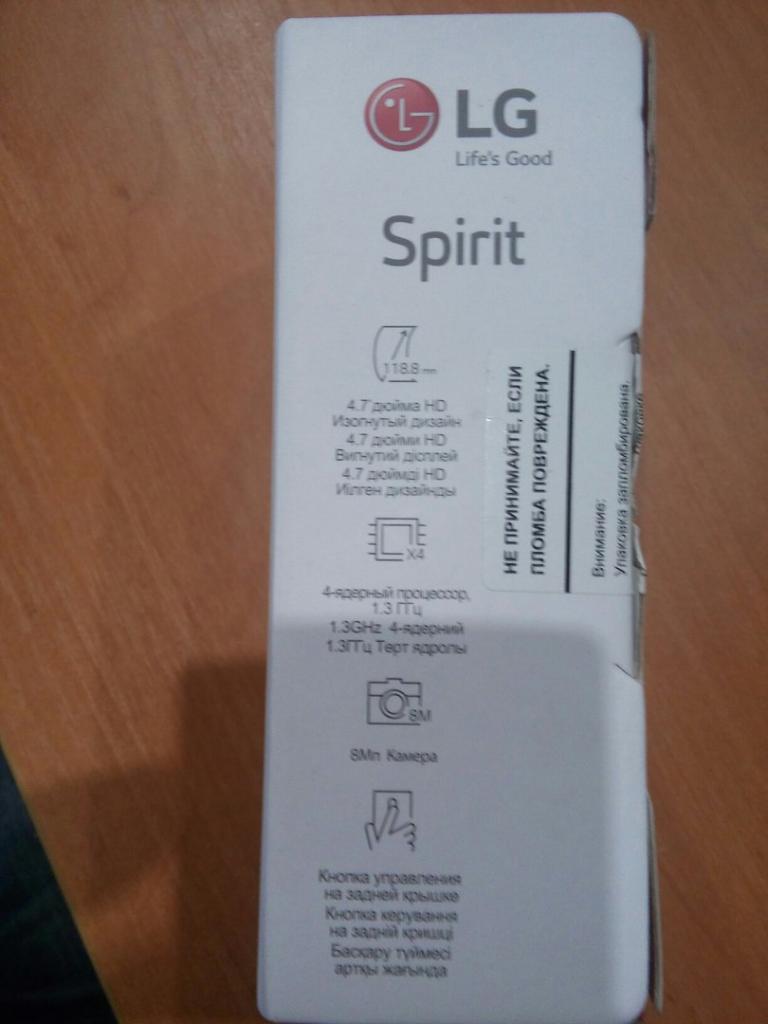 LG
Life's Good
Spirit
118.8 mm
4.7" дюйма HD
Изогнутый дизайн
4.7 дюйми HD
Вигнутий дісплей
4.7 дюймді HD
Иілген дизайнды
X4
4-ядерный процессор,
1.3 ГГц
1.3GHz 4-ядерний
1.3ГГц Төрт ядролы
8M
8Мп Камера
Кнопка управления
на задней крышке
Кнопка керування
на задній кришці
Басқару түймесі
артқы жағында
НЕ ПРИНИМАЙТЕ, ЕСЛИ
ПЛОМБА ПОВРЕЖДЕНА.
Внимание:
Упаковка запломбирована.